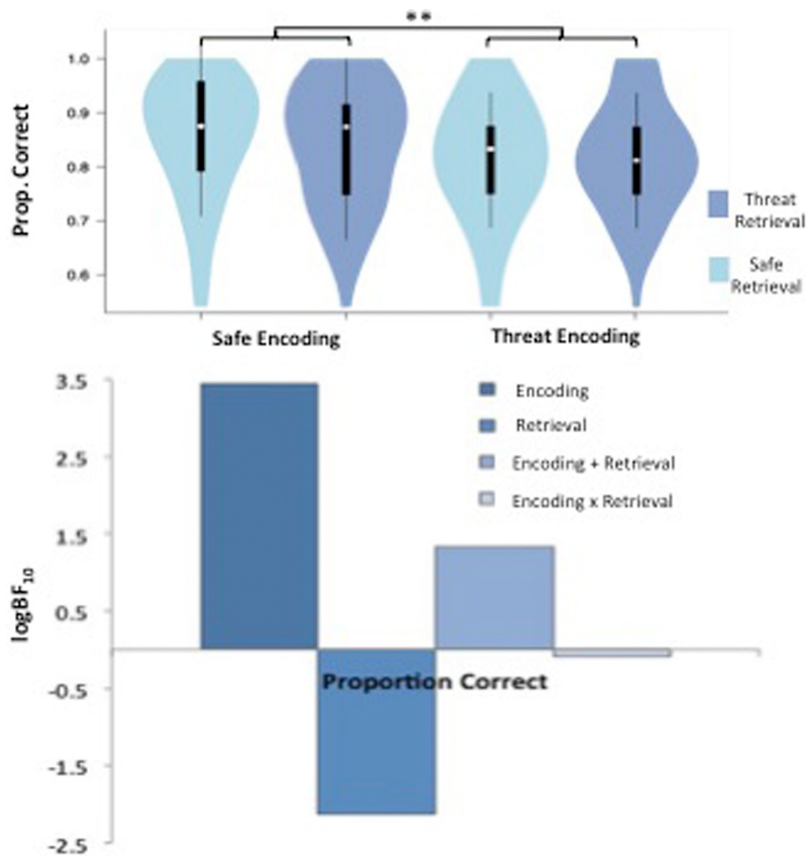 **
1.0
0.9
0.8
0.7
0.6
Prop. Correct
Threat
Retrieval
Safe
Retrieval
Safe Encoding
Threat Encoding
3.5
2.5
1.5
0.5
-0.5
-1.5
-2.5
logBF10
Encoding
Retrieval
Encoding + Retrieval
Encoding x Retrieval
Proportion Correct